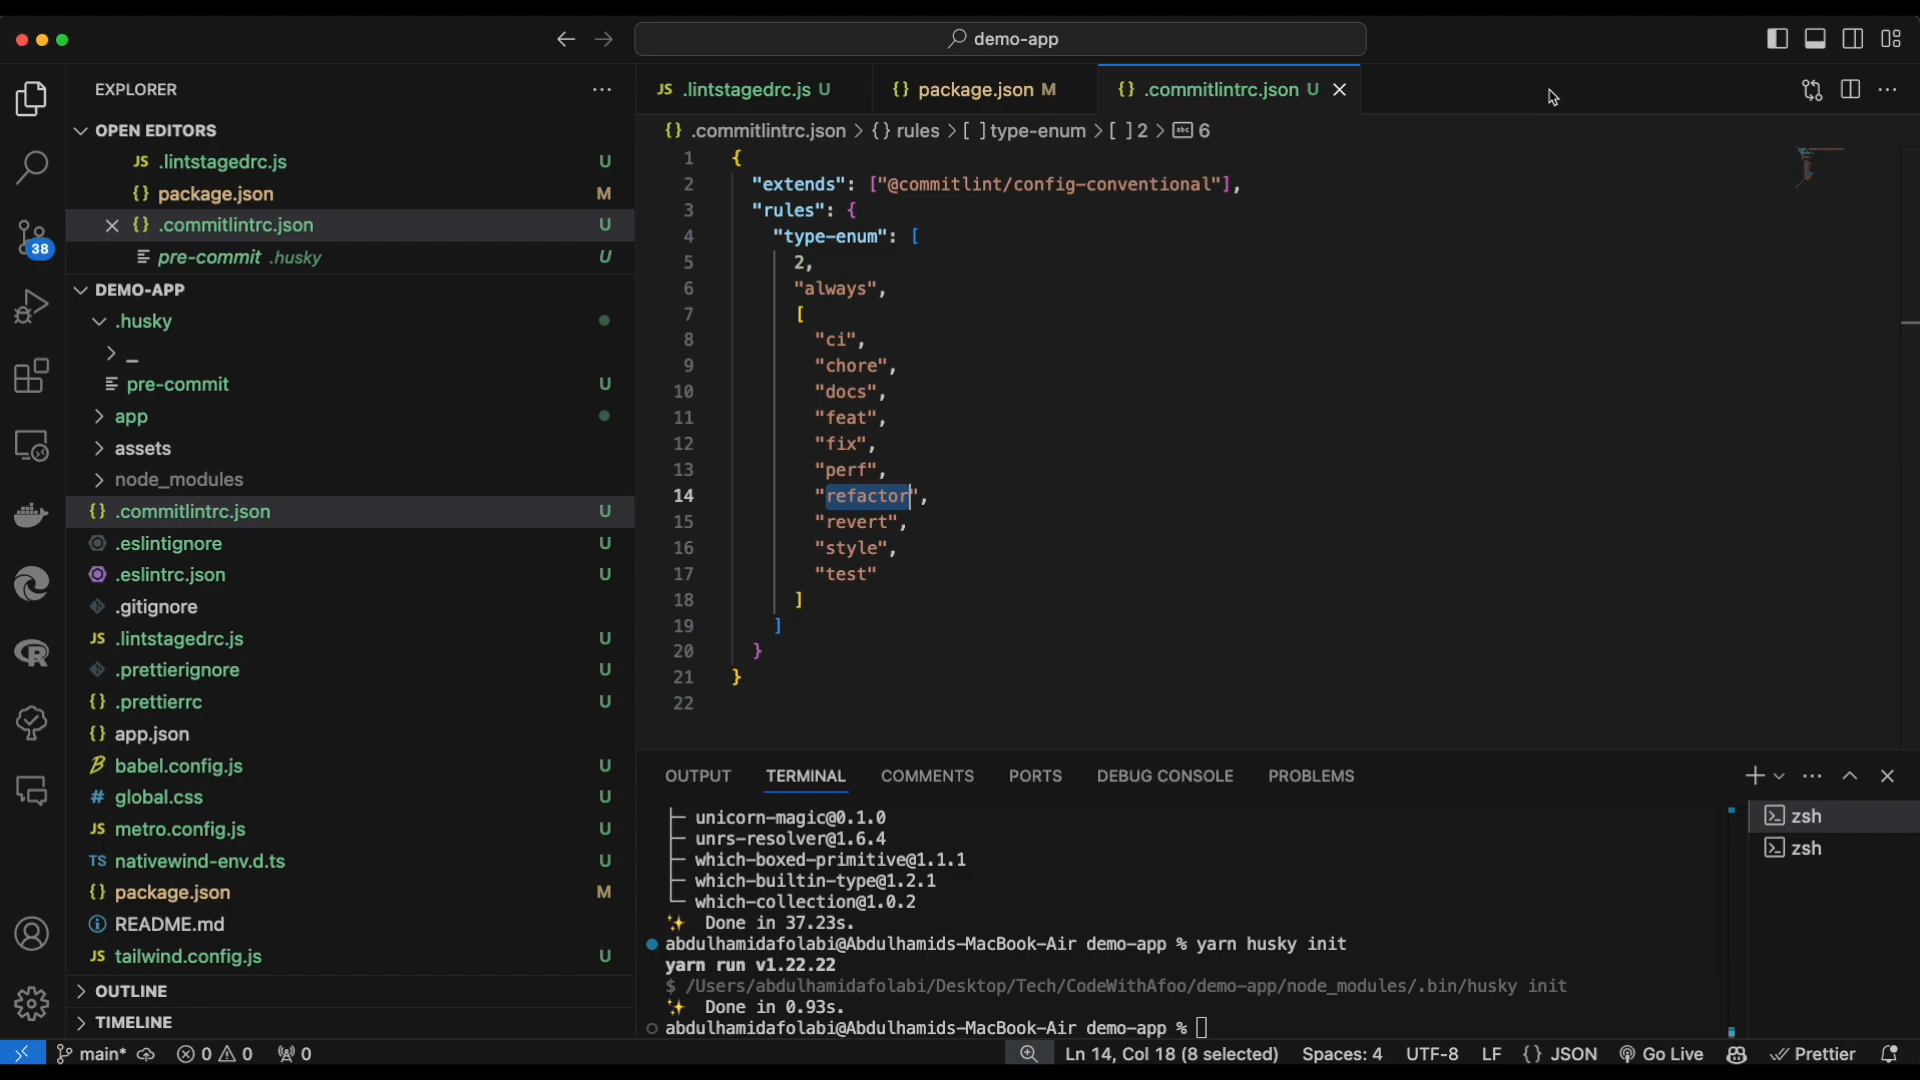 demo-app
EXPLORER
OPEN EDITORS
JS .lintstagedrc.js U
{} package.json M
{} .commitlintrc.json U
pre-commit .husky U
DEMO-APP
.husky
_
pre-commit U
app
assets
node_modules
{} .commitlintrc.json U
.eslintignore U
.eslintrc.json U
.gitignore
JS .lintstagedrc.js U
.prettierignore U
{} .prettierrc U
{} app.json
babel.config.js U
# global.css U
JS metro.config.js U
TS nativewind-env.d.ts U
{} package.json M
README.md
JS tailwind.config.js U
OUTLINE
TIMELINE
38
JS .lintstagedrc.js U
{} package.json M
{} .commitlintrc.json U
{} .commitlintrc.json > {} rules > [ ] type-enum > [ ] 2 > abc 6
1 {
2 "extends": ["@commitlint/config-conventional"],
3 "rules": {
4 "type-enum": [
5 2,
6 "always",
7 [
8 "ci",
9 "chore",
10 "docs",
11 "feat",
12 "fix",
13 "perf",
14 "refactor",
15 "revert",
16 "style",
17 "test"
18 ]
19 ]
20 }
21 }
22
OUTPUT TERMINAL COMMENTS PORTS DEBUG CONSOLE PROBLEMS
├─ unicorn-magic@0.1.0
├─ unrs-resolver@1.6.4
├─ which-boxed-primitive@1.1.1
├─ which-builtin-type@1.2.1
└─ which-collection@1.0.2
✨ Done in 37.23s.
abdulhamidafolabi@Abdulhamids-MacBook-Air demo-app % yarn husky init
yarn run v1.22.22
$ /Users/abdulhamidafolabi/Desktop/Tech/CodeWithAfoo/demo-app/node_modules/.bin/husky init
✨ Done in 0.93s.
abdulhamidafolabi@Abdulhamids-MacBook-Air demo-app %
zsh
zsh
main* 0 0 0 Ln 14, Col 18 (8 selected) Spaces: 4 UTF-8 LF {} JSON Go Live Prettier